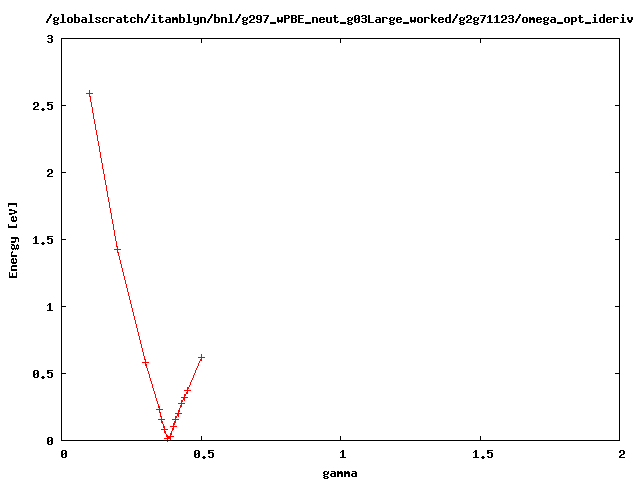 /globalscratch/itamblyn/bnl/g297_wPBE_neut_g03Large_worked/g2g71123/omega_opt_ideriv
3
2.5
2
1.5
1
0.5
0
Energy [eV]
0 0.5 1 1.5 2
gamma